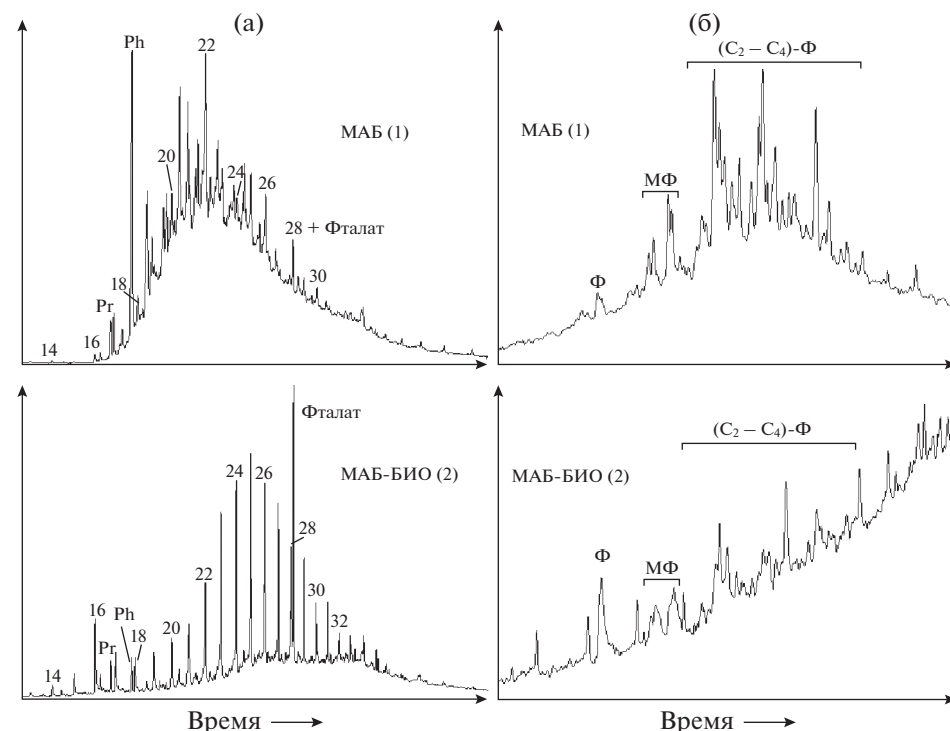 (а)
Ph
22
20
МАБ (1)
24
26
28 + Фталат
18
30
Pr
14
16
(б)
(C₂ – C₄)-Ф
МАБ (1)
МФ
Ф
Фталат
24
26
МАБ-БИО (2)
28
22
16
Ph
30
18
20
32
Pr
14
Время
(C₂ – C₄)-Ф
МАБ-БИО (2)
Ф
МФ
Время